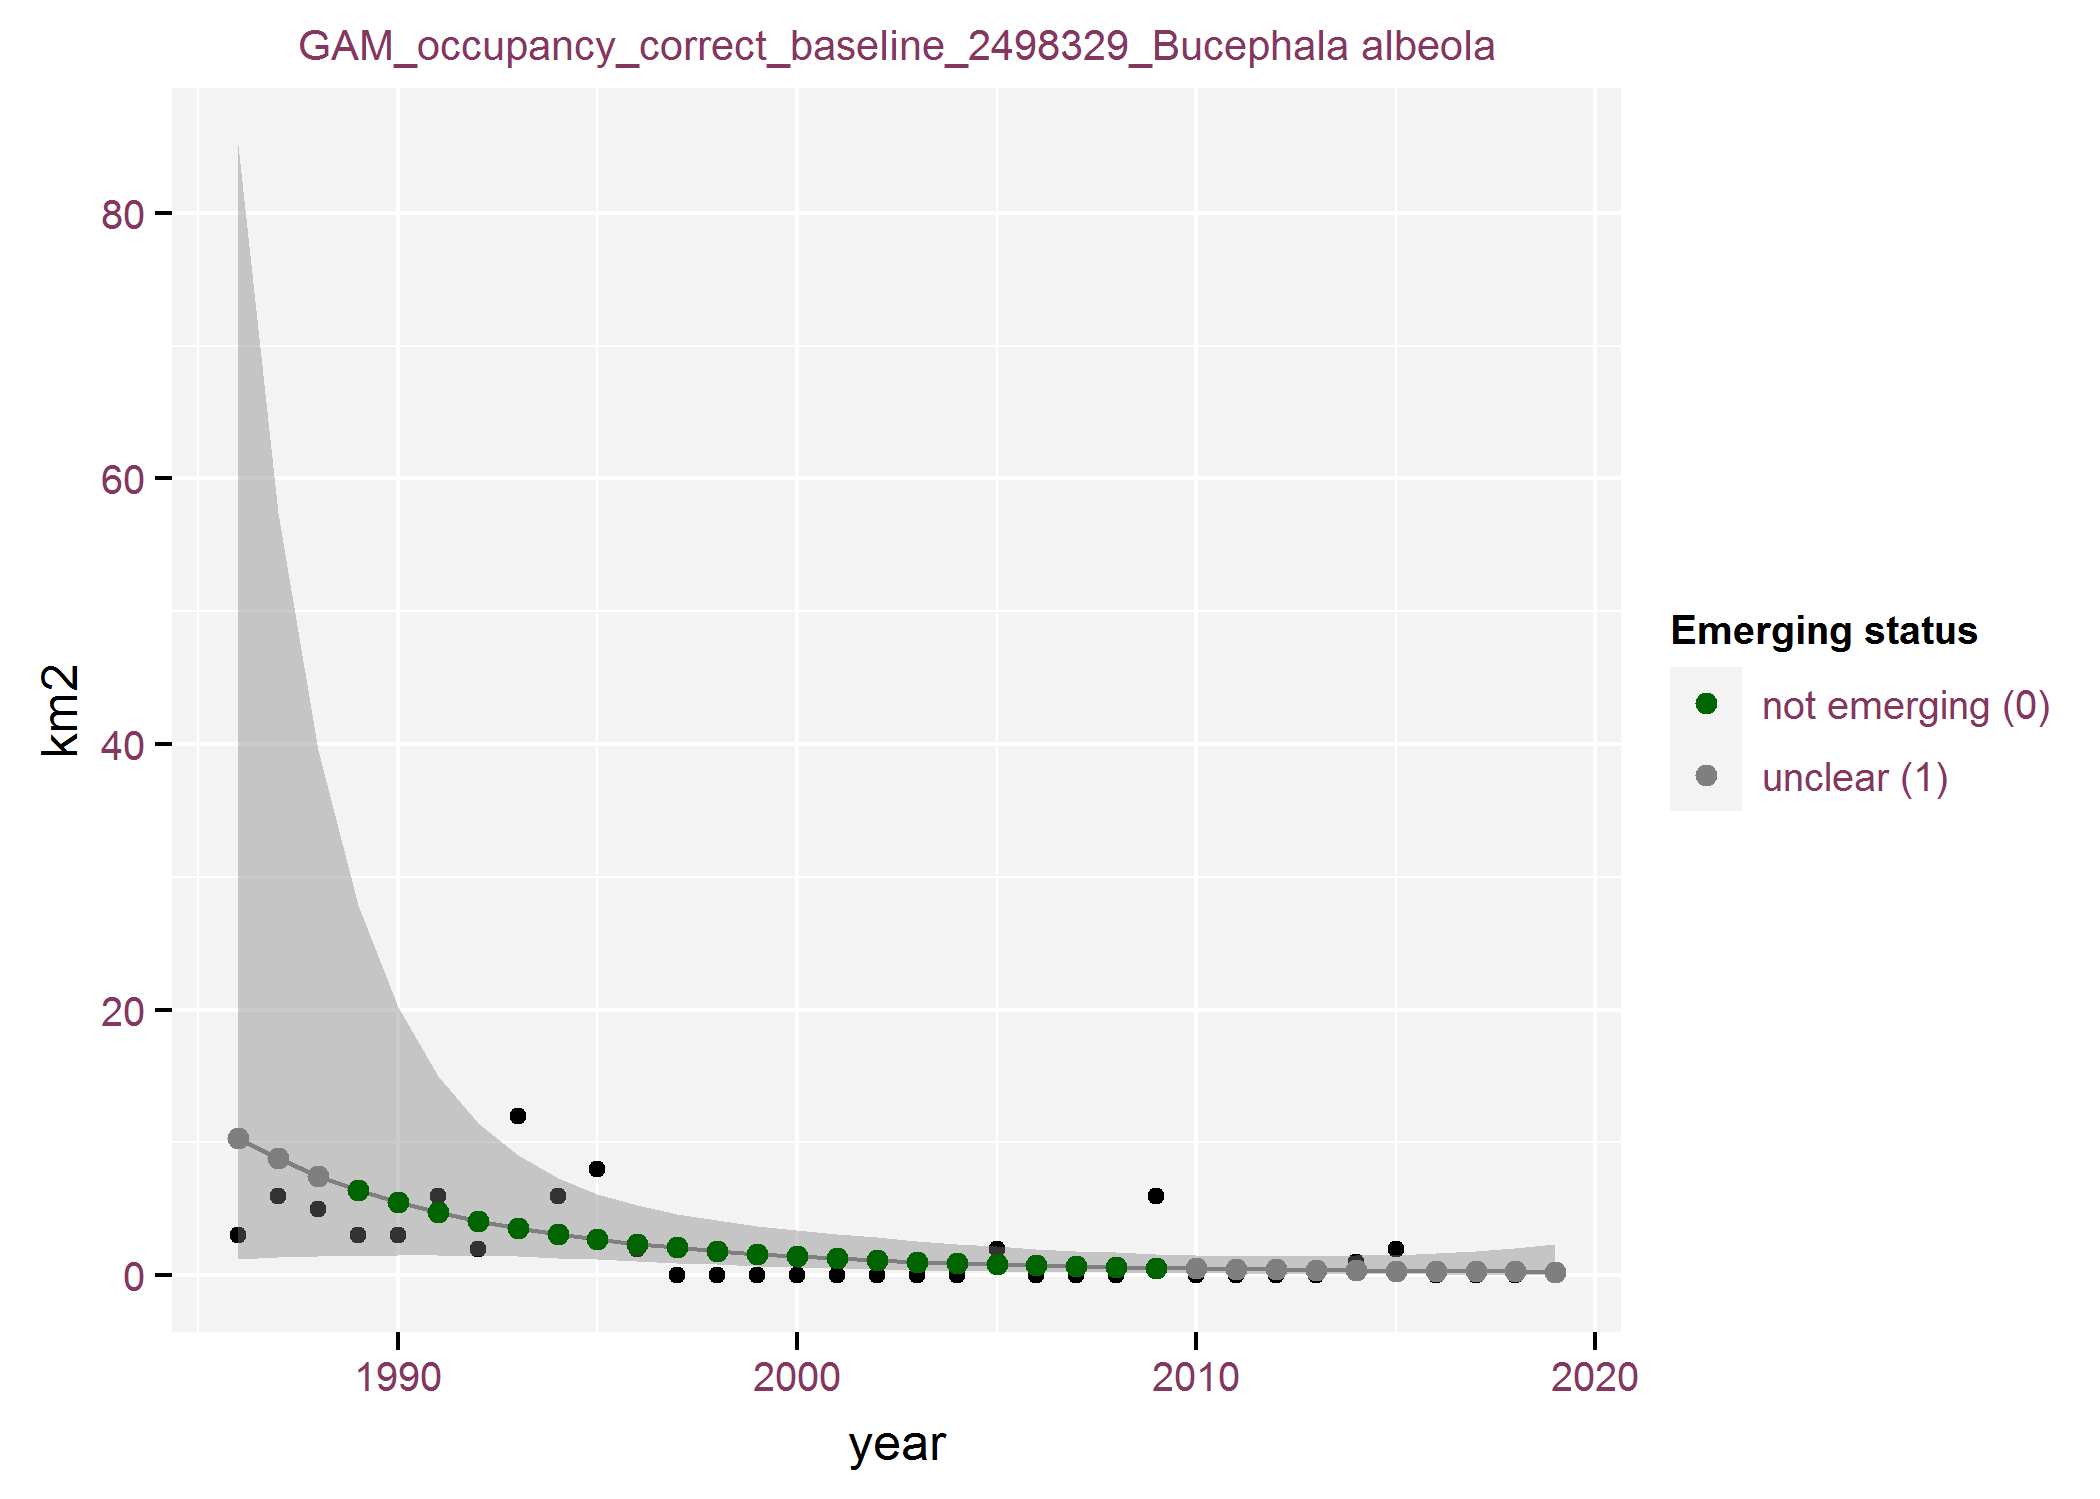 GAM_occupancy_correct_baseline_2498329_Bucephala albeola
80
60
40
20
0
km2
1990
2000
2010
2020
year
Emerging status
not emerging (0)
unclear (1)